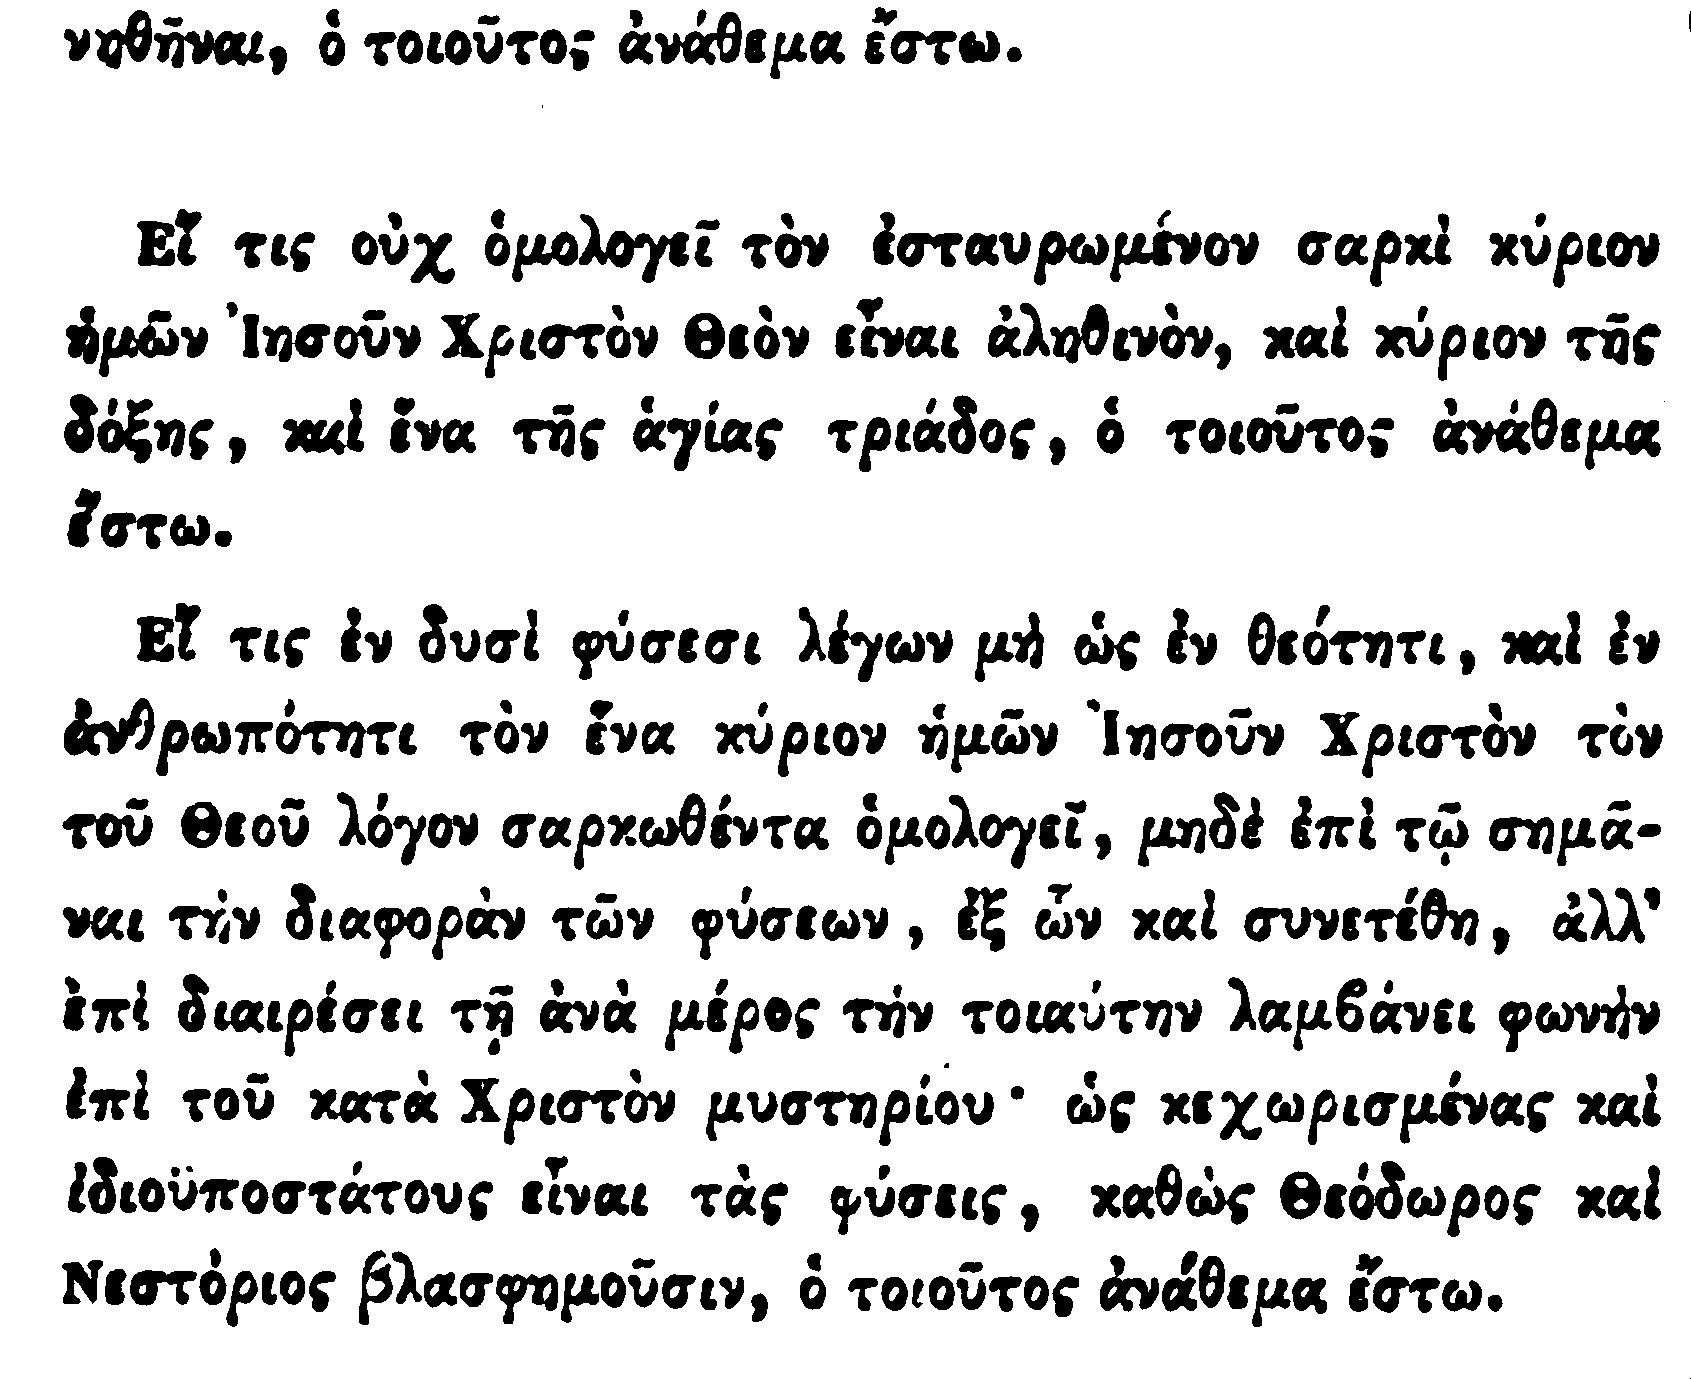 νηθῆναι, ὁ τοιοῦτος ἀνάθεμα ἔστω.
Εἴ τις οὐχ ὁμολογεῖ τὸν ἐσταυρωμένον σαρκὶ κύριον
ἡμῶν Ἰησοῦν Χριστὸν Θεὸν εἶναι ἀληθινὸν, καὶ κύριον τῆς
δόξης, καὶ ἕνα τῆς ἁγίας τριάδος, ὁ τοιοῦτος ἀνάθεμα
ἔστω.
Εἴ τις ἐν δυσὶ φύσεσι λέγων μὴ ὡς ἐν θεότητι, καὶ ἐν
ἀνθρωπότητι τὸν ἕνα κύριον ἡμῶν Ἰησοῦν Χριστὸν τὸν
τοῦ Θεοῦ λόγον σαρκωθέντα ὁμολογεῖ, μηδὲ ἐπὶ τῷ σημᾶ-
ναι τὴν διαφορὰν τῶν φύσεων, ἐξ ὧν καὶ συνετέθη, ἀλλ’
ἐπὶ διαιρέσει τῇ ἀνὰ μέρος τὴν τοιαύτην λαμβάνει φωνὴν
ἐπὶ τοῦ κατὰ Χριστὸν μυστηρίου· ὡς κεχωρισμένας καὶ
ἰδιοϋποστάτους εἶναι τὰς φύσεις, καθὼς Θεόδωρος καὶ
Νεστόριος βλασφημοῦσιν, ὁ τοιοῦτος ἀνάθεμα ἔστω.